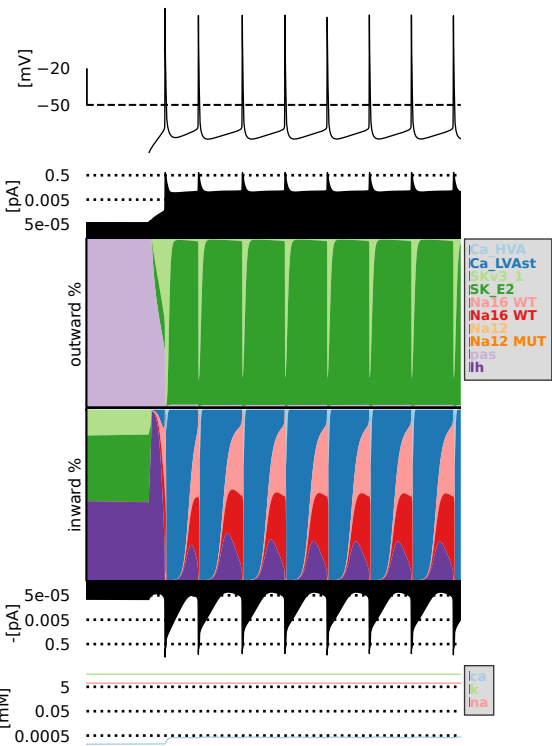 [mV]
−20
−50
[pA]
0.5
0.005
5e-05
outward %
Ca_HVA
Ca_LVAst
SKv3_1
SK_E2
Na16 WT
Na16 WT
Na12
Na12 MUT
pas
Ih
inward %
-[pA]
5e-05
0.005
0.5
[mM]
5
0.05
0.0005
ca
k
na